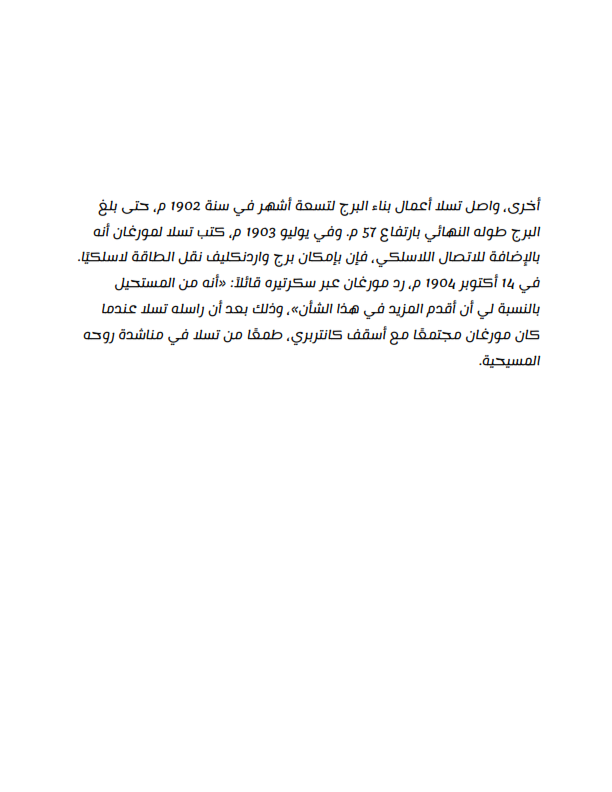 أخرى، واصل تسلا أعمال بناء البرج لتسعة أشهر في سنة 1902 م، حتى بلغ
البرج طوله النهائي بارتفاع 57 م. وفي يوليو 1903 م، كتب تسلا لمورغان أنه
بالإضافة للاتصال اللاسلكي، فإن بإمكان برج واردنكليف نقل الطاقة لاسلكيًا.
في 14 أكتوبر 1904 م، رد مورغان عبر سكرتيره قائلاً: «أنه من المستحيل
بالنسبة لي أن أقدم المزيد في هذا الشأن»، وذلك بعد أن راسله تسلا عندما
كان مورغان مجتمعًا مع أسقف كانتربري، طمعًا من تسلا في مناشدة روحه
المسيحية.